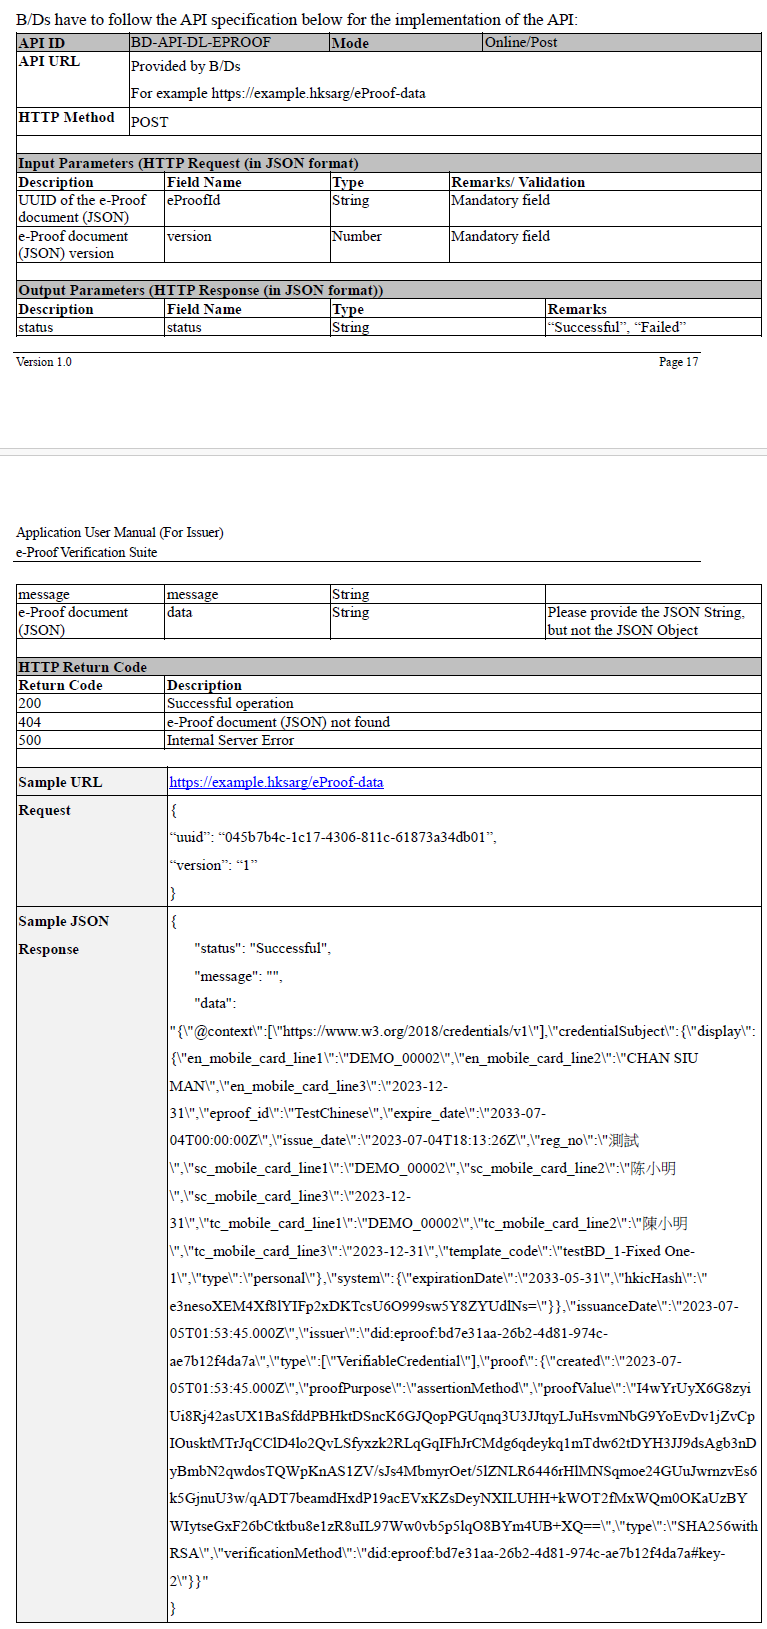 B/Ds have to follow the API specification below for the implementation of the API:
API ID BD-API-DL-EPROOF Mode Online/Post
API URL Provided by B/Ds
For example https://example.hksarg/eProof-data
HTTP Method POST
Input Parameters (HTTP Request (in JSON format)
Description Field Name Type Remarks/ Validation
UUID of the e-Proof eProofId String Mandatory field
document (JSON)
e-Proof document version Number Mandatory field
(JSON) version
Output Parameters (HTTP Response (in JSON format))
Description Field Name Type Remarks
status status String “Successful”, “Failed”
Version 1.0 Page 17
Application User Manual (For Issuer)
e-Proof Verification Suite
message message String
e-Proof document data String Please provide the JSON String,
(JSON) but not the JSON Object
HTTP Return Code
Return Code Description
200 Successful operation
404 e-Proof document (JSON) not found
500 Internal Server Error
Sample URL https://example.hksarg/eProof-data
Request {
“uuid”: “045b7b4c-1c17-4306-811c-61873a34db01”,
“version”: “1”
}
Sample JSON {
Response "status": "Successful",
"message": "",
"data":
"{\"@context\":[\"https://www.w3.org/2018/credentials/v1\"],\"credentialSubject\":{\"display\":
{\"en_mobile_card_line1\":\"DEMO_00002\",\"en_mobile_card_line2\":\"CHAN SIU
MAN\",\"en_mobile_card_line3\":\"2023-12-
31\",\"eproof_id\":\"TestChinese\",\"expire_date\":\"2033-07-
04T00:00:00Z\",\"issue_date\":\"2023-07-04T18:13:26Z\",\"reg_no\":\"測試
\",\"sc_mobile_card_line1\":\"DEMO_00002\",\"sc_mobile_card_line2\":\"陈小明
\",\"sc_mobile_card_line3\":\"2023-12-
31\",\"tc_mobile_card_line1\":\"DEMO_00002\",\"tc_mobile_card_line2\":\"陳小明
\",\"tc_mobile_card_line3\":\"2023-12-31\",\"template_code\":\"testBD_1-Fixed One-
1\",\"type\":\"personal\"},\"system\":{\"expirationDate\":\"2033-05-31\",\"hkicHash\":\"
e3nesoXEM4Xf8lYIFp2xDKTcsU6O999sw5Y8ZYUdlNs=\"}},\"issuanceDate\":\"2023-07-
05T01:53:45.000Z\",\"issuer\":\"did:eproof:bd7e31aa-26b2-4d81-974c-
ae7b12f4da7a\",\"type\":[\"VerifiableCredential\"],\"proof\":{\"created\":\"2023-07-
05T01:53:45.000Z\",\"proofPurpose\":\"assertionMethod\",\"proofValue\":\"I4wYrUyX6G8zyi
Ui8Rj42asUX1BaSfddPBHktDSncK6GJQopPGUqnq3U3JJtqyLJuHsvmNbG9YoEvDv1jZvCp
IOusktMTrJqCClD4lo2QvLSfyxzk2RLqGqIFhJrCMdg6qdeykq1mTdw62tDYH3JJ9dsAgb3nD
yBmbN2qwdosTQWpKnAS1ZV/sJs4MbmyrOet/5lZNLR6446rHlMNSqmoe24GUuJwrnzvEs6
k5GjnuU3w/qADT7beamdHxdP19acEVxKZsDeyNXILUHH+kWOT2fMxWQm0OKaUzBY
WIytseGxF26bCtktbu8e1zR8uIL97Ww0vb5p5lqO8BYm4UB+XQ==\",\"type\":\"SHA256with
RSA\",\"verificationMethod\":\"did:eproof:bd7e31aa-26b2-4d81-974c-ae7b12f4da7a#key-
2\"}}"
}